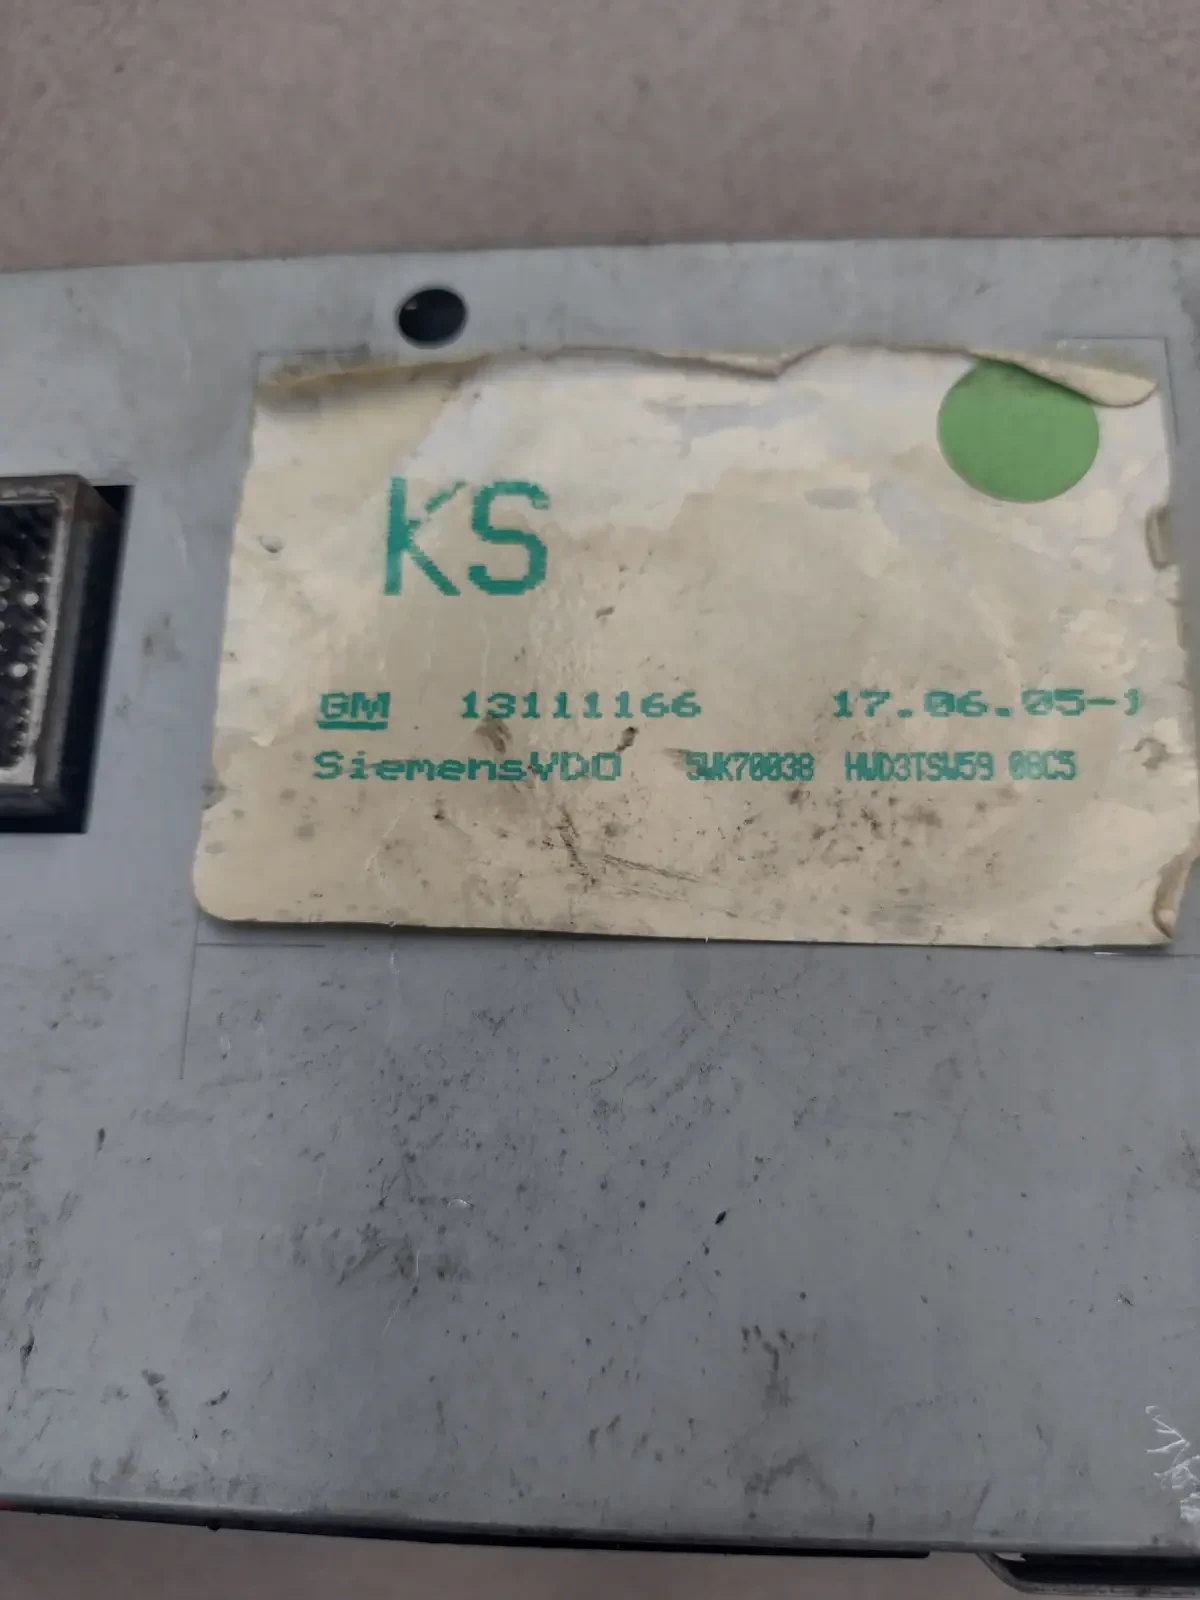 KS
GM 13111166 17.06.05-1
SiemensVDO 5WK70038 HWD3TSW59 08C5